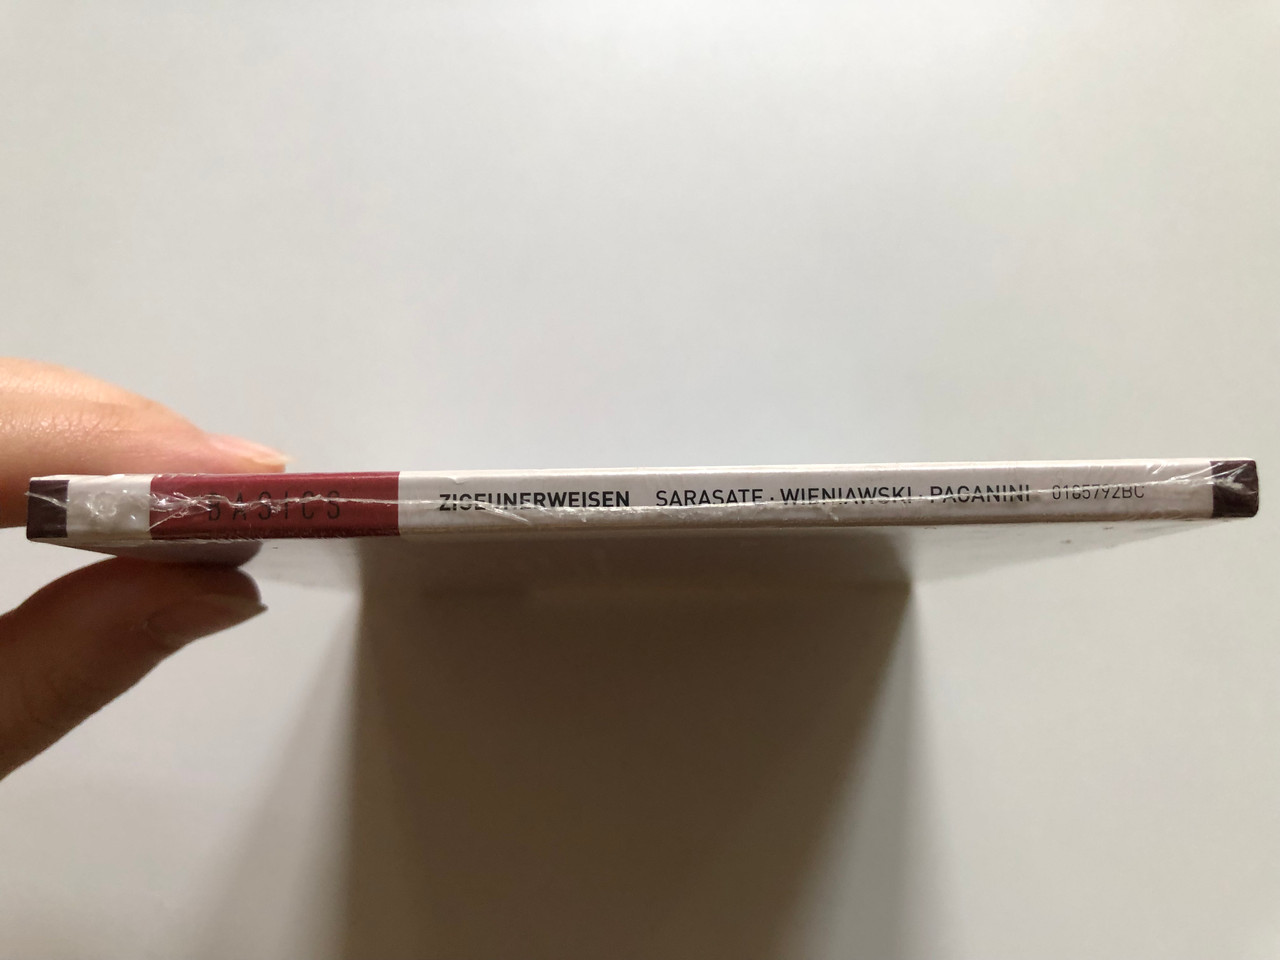 BASICS ZIGEUNERWEISEN SARASATE · WIENIAWSKI · PAGANINI 0165792BC